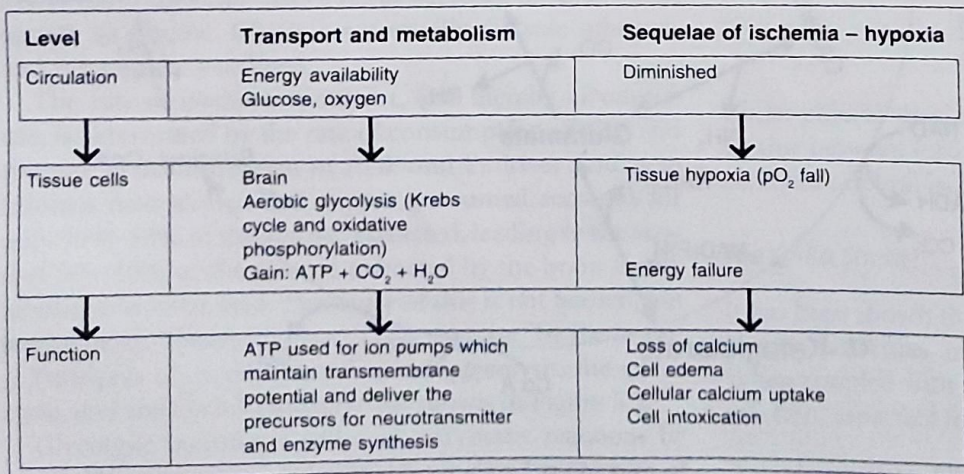 Level Transport and metabolism Sequelae of ischemia – hypoxia
Circulation Energy availability Diminished
Glucose, oxygen
Tissue cells Brain Tissue hypoxia (pO₂ fall)
Aerobic glycolysis (Krebs
cycle and oxidative
phosphorylation)
Gain: ATP + CO₂ + H₂O Energy failure
Function ATP used for ion pumps which Loss of calcium
maintain transmembrane Cell edema
potential and deliver the Cellular calcium uptake
precursors for neurotransmitter Cell intoxication
and enzyme synthesis